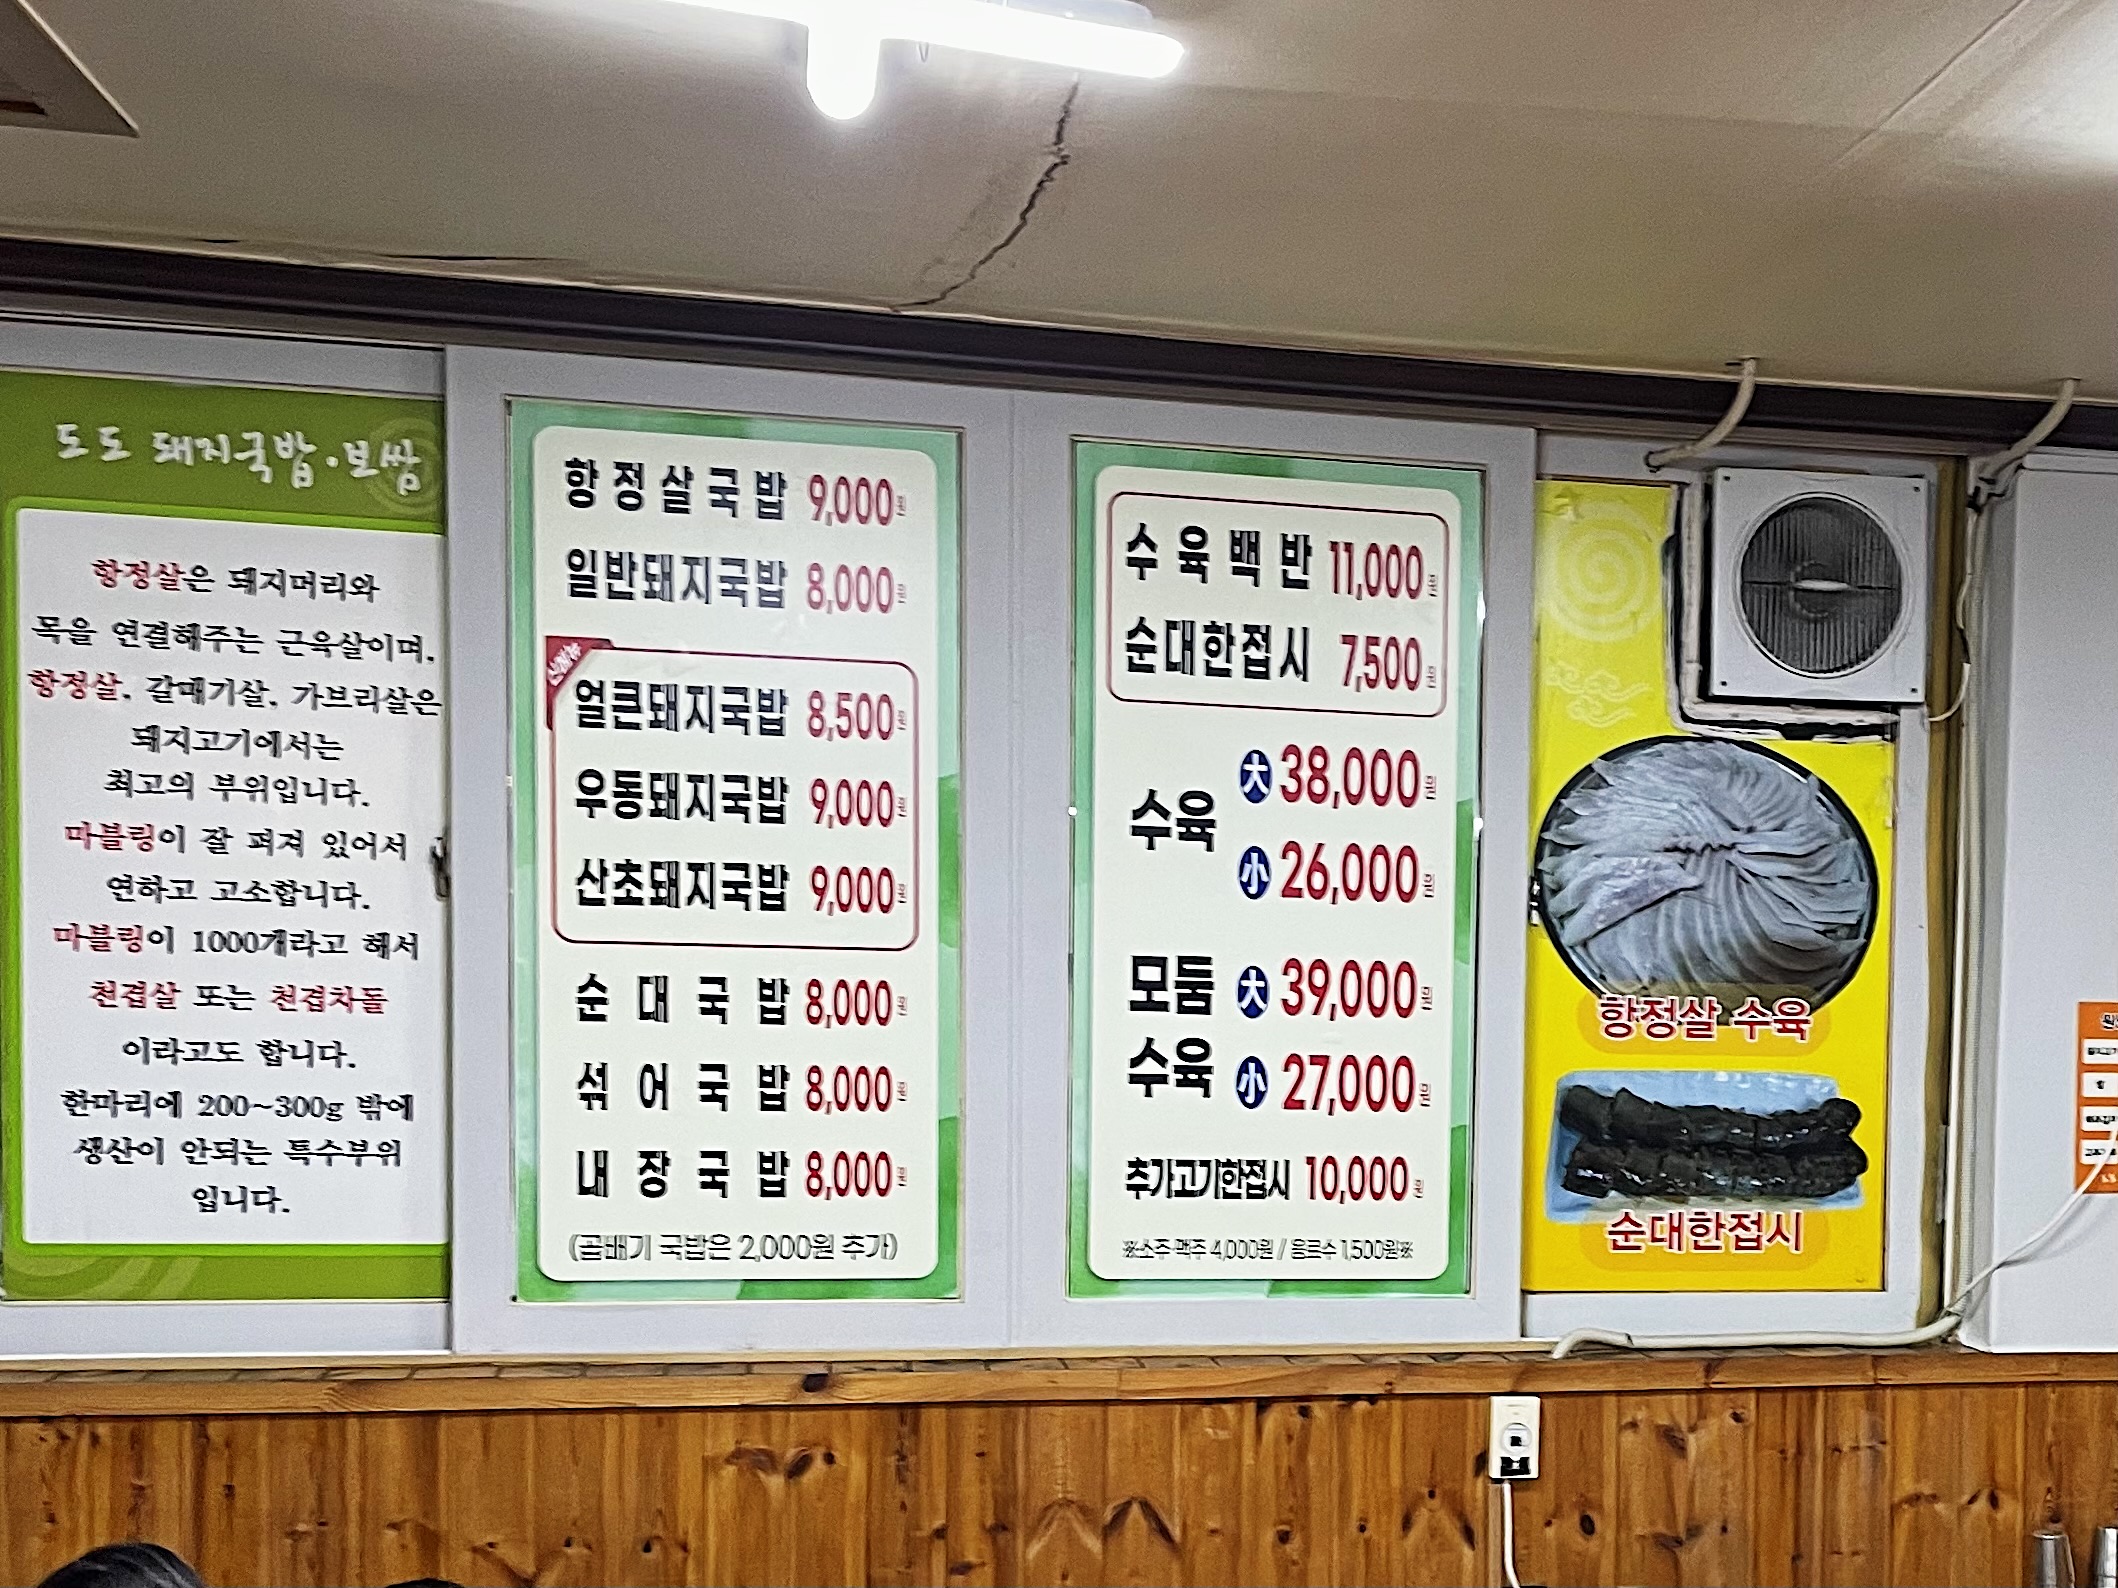 도도 돼지국밥·보쌈
항정살은 돼지머리와
목을 연결해주는 근육살이며,
항정살, 갈매기살, 가브리살은
돼지고기에서는
최고의 부위입니다.
마블링이 잘 펴져 있어서
연하고 고소합니다.
마블링이 1000개라고 해서
천겹살 또는 천겹차돌
이라고도 합니다.
한마리에 200~300g 밖에
생산이 안되는 특수부위
입니다.
항정살국밥 9,000원
일반돼지국밥 8,000원
신메뉴
얼큰돼지국밥 8,500원
우동돼지국밥 9,000원
산초돼지국밥 9,000원
순대국밥 8,000원
섞어국밥 8,000원
내장국밥 8,000원
(곱배기 국밥은 2,000원 추가)
수육백반 11,000원
순대한접시 7,500원
수육 大 38,000원
小 26,000원
모둠 大 39,000원
수육 小 27,000원
추가고기한접시 10,000원
※소주·맥주 4,000원 / 음료수 1,500원※
항정살 수육
순대한접시